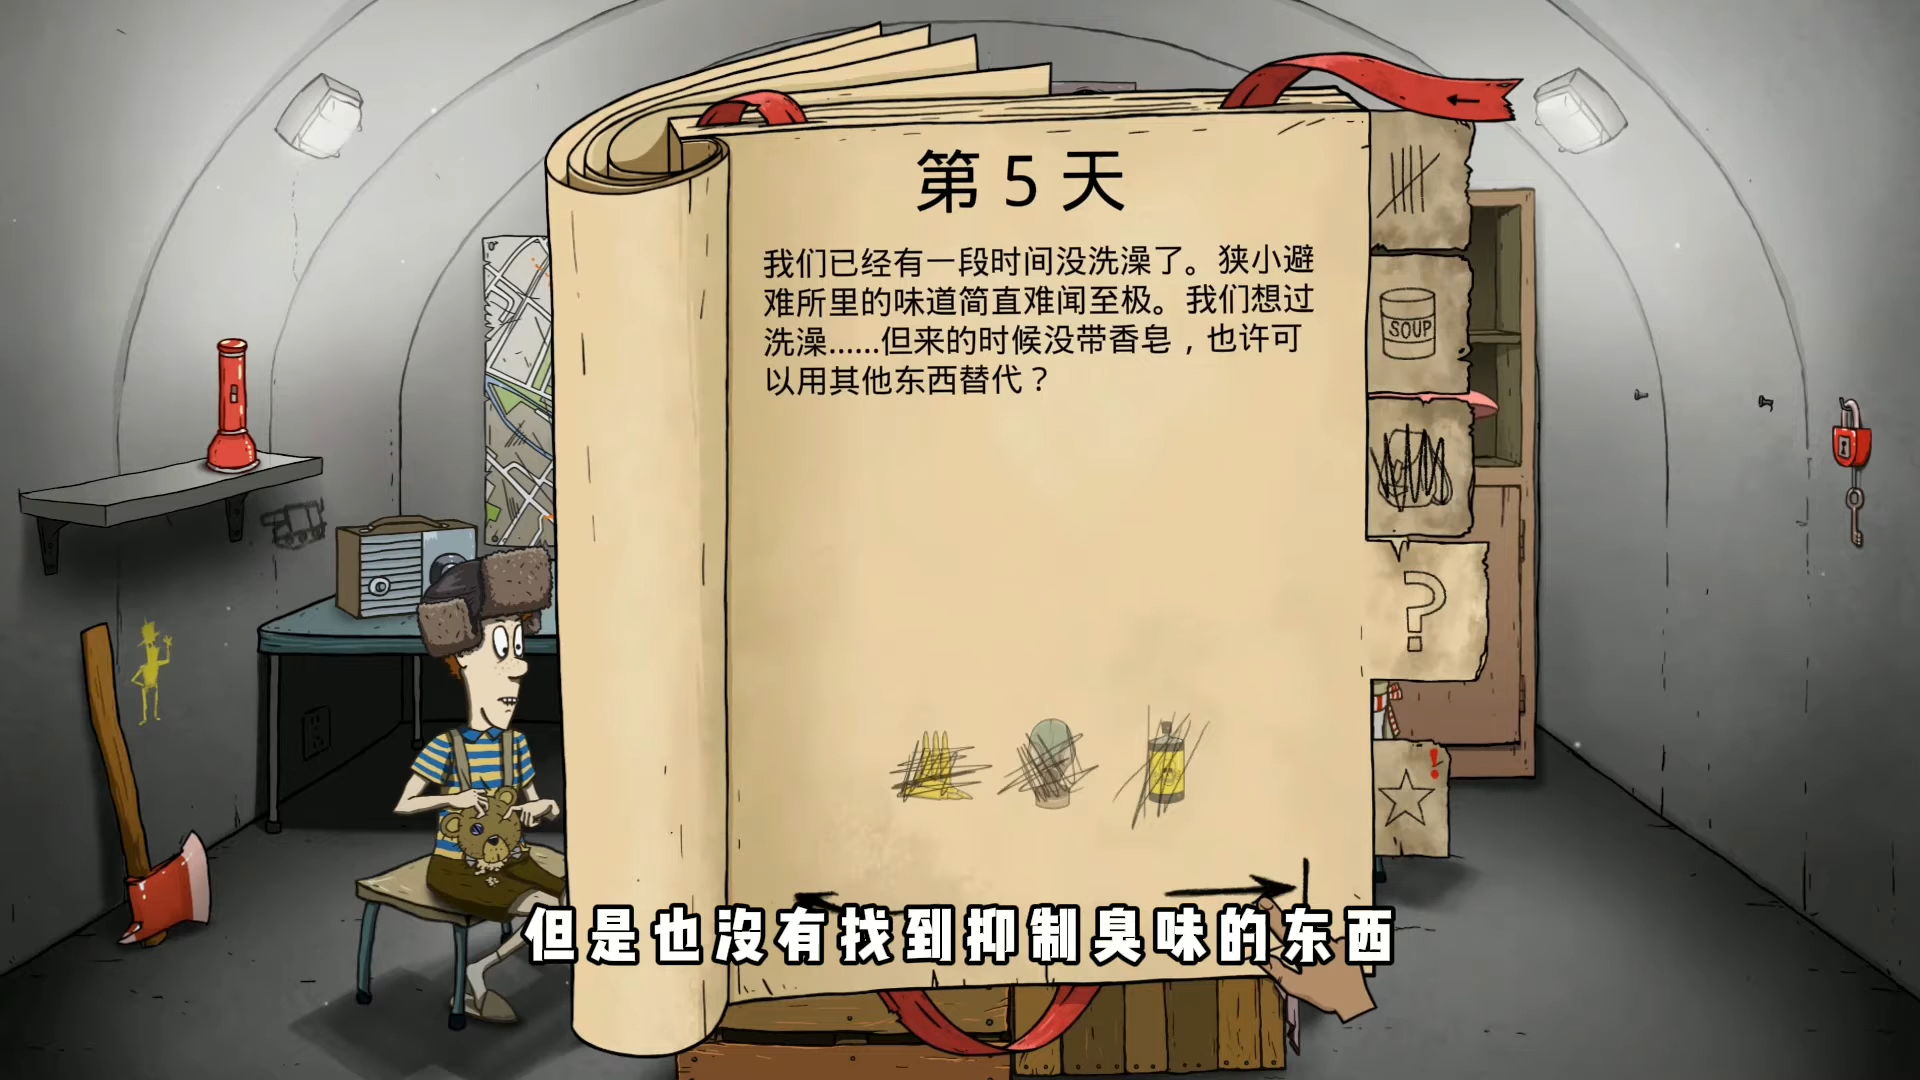 第 5 天
我们已经有一段时间没洗澡了。狭小避
难所里的味道简直难闻至极。我们想过
洗澡......但来的时候没带香皂，也许可
以用其他东西替代？
SOUP
?
!
但是也没有找到抑制臭味的东西